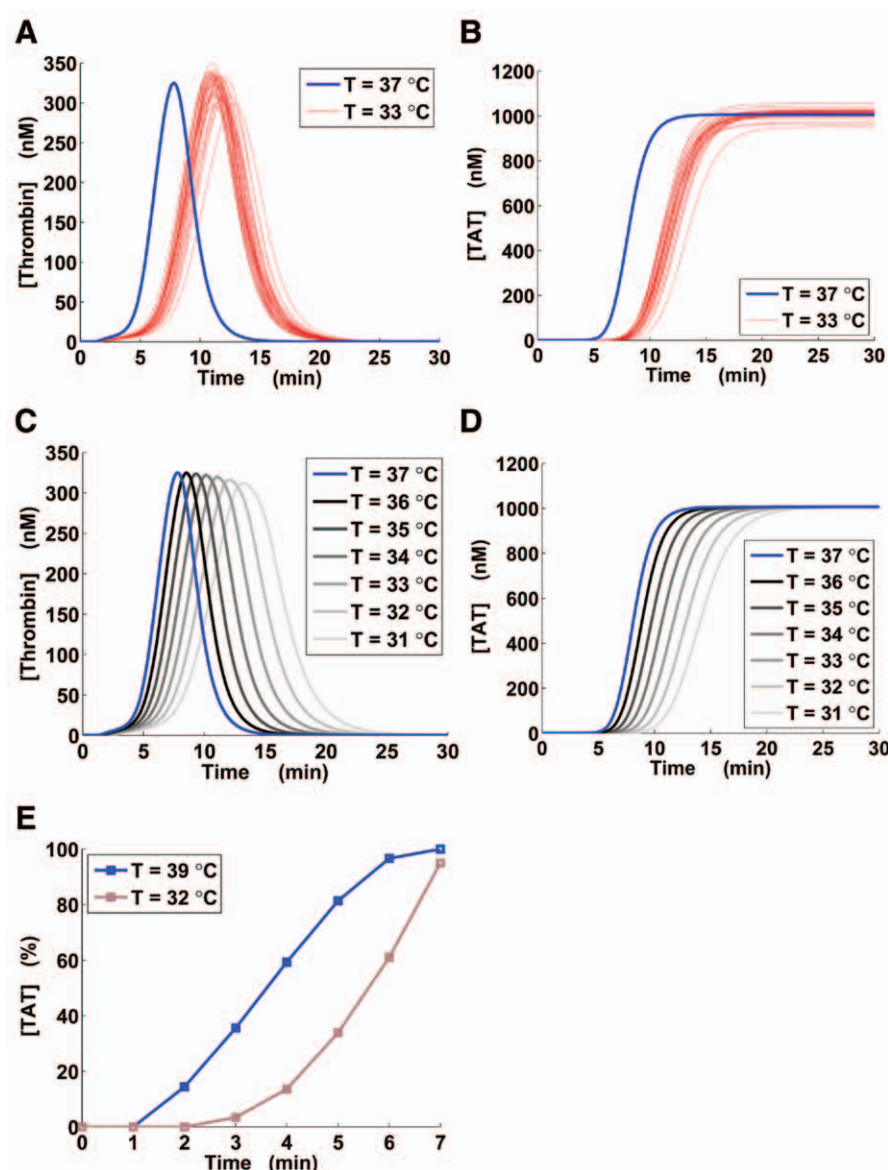 A
350
300
250
200
150
100
50
0
[Thrombin] (nM)
0 5 10 15 20 25 30
Time (min)
T = 37 °C
T = 33 °C
B
1200
1000
800
600
400
200
0
[TAT] (nM)
0 5 10 15 20 25 30
Time (min)
T = 37 °C
T = 33 °C
C
350
300
250
200
150
100
50
0
[Thrombin] (nM)
0 5 10 15 20 25 30
Time (min)
T = 37 °C
T = 36 °C
T = 35 °C
T = 34 °C
T = 33 °C
T = 32 °C
T = 31 °C
D
1200
1000
800
600
400
200
0
[TAT] (nM)
0 5 10 15 20 25 30
Time (min)
T = 37 °C
T = 36 °C
T = 35 °C
T = 34 °C
T = 33 °C
T = 32 °C
T = 31 °C
E
100
80
60
40
20
0
[TAT] (%)
0 1 2 3 4 5 6 7
Time (min)
T = 39 °C
T = 32 °C